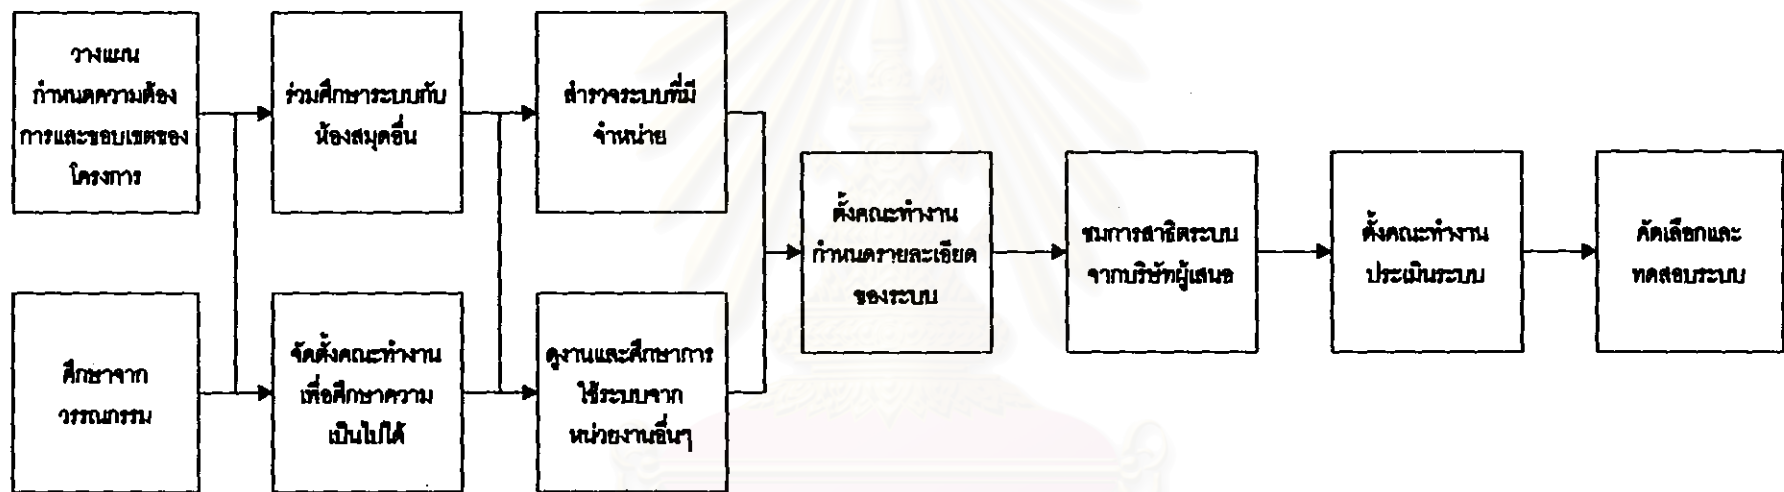 วางแผน
กำหนดความต้อง
การและขอบเขตของ
โครงการ
ร่วมศึกษาระบบกับ
ห้องสมุดอื่น
สำรวจระบบที่มี
จำหน่าย
ศึกษาจาก
วรรณกรรม
จัดตั้งคณะทำงาน
เพื่อศึกษาความ
เป็นไปได้
ดูงานและศึกษาการ
ใช้ระบบจาก
หน่วยงานอื่นๆ
ตั้งคณะทำงาน
กำหนดรายละเอียด
ของระบบ
ชมการสาธิตระบบ
จากบริษัทผู้เสนอ
ตั้งคณะทำงาน
ประเมินระบบ
คัดเลือกและ
ทดสอบระบบ